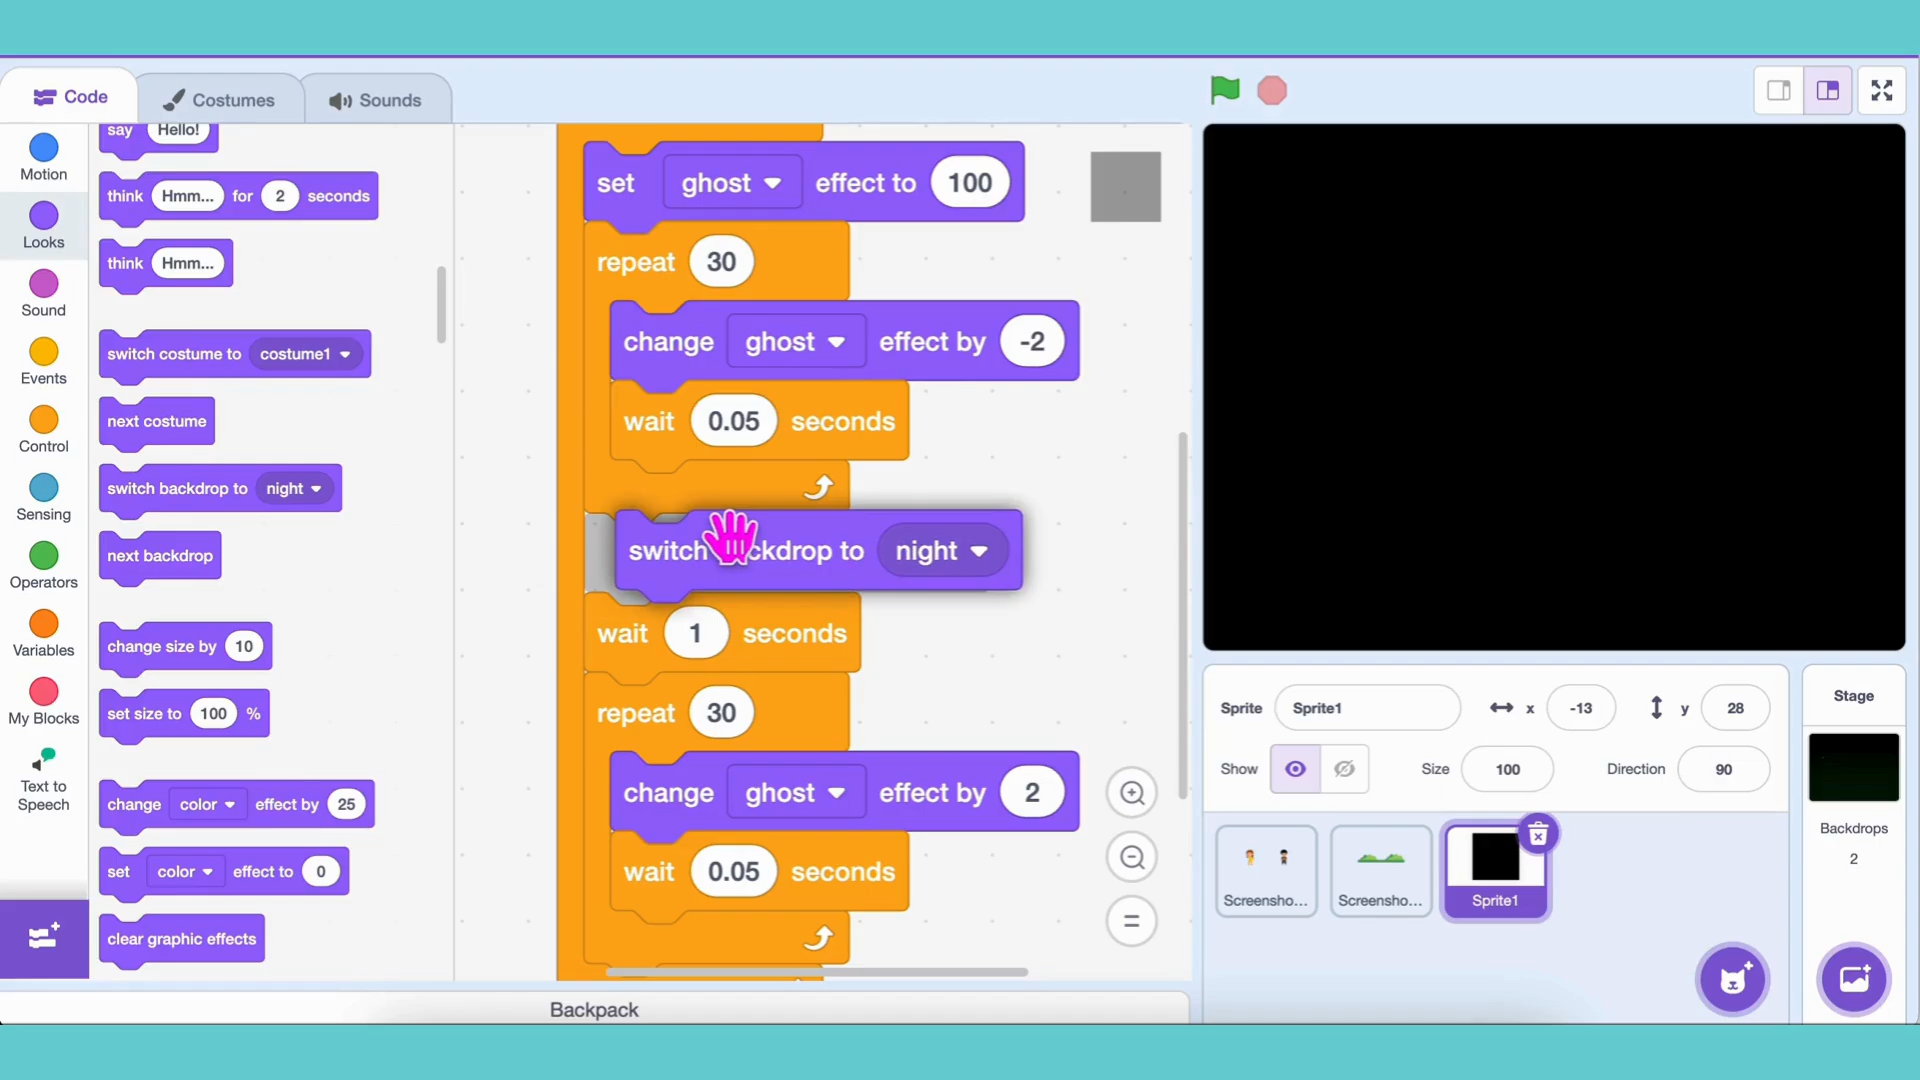 Code
Costumes
Sounds
Motion
Looks
Sound
Events
Control
Sensing
Operators
Variables
My Blocks
Text to
Speech
say Hello!
think Hmm... for 2 seconds
think Hmm...
switch costume to costume1
next costume
switch backdrop to night
next backdrop
change size by 10
set size to 100 %
change color effect by 25
set color effect to 0
clear graphic effects
set ghost effect to 100
repeat 30
change ghost effect by -2
wait 0.05 seconds
switch backdrop to night
wait 1 seconds
repeat 30
change ghost effect by 2
wait 0.05 seconds
Backpack
Sprite Sprite1 x -13 y 28
Show Size 100 Direction 90
Screensho...
Screensho...
Sprite1
Stage
Backdrops
2